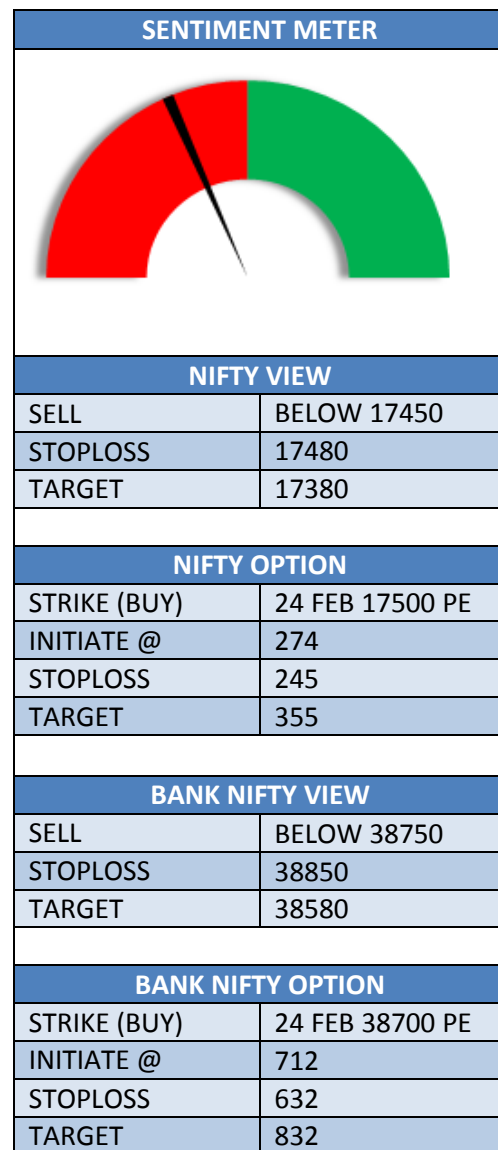 SENTIMENT METER
NIFTY VIEW
SELL BELOW 17450
STOPLOSS 17480
TARGET 17380
NIFTY OPTION
STRIKE (BUY) 24 FEB 17500 PE
INITIATE @ 274
STOPLOSS 245
TARGET 355
BANK NIFTY VIEW
SELL BELOW 38750
STOPLOSS 38850
TARGET 38580
BANK NIFTY OPTION
STRIKE (BUY) 24 FEB 38700 PE
INITIATE @ 712
STOPLOSS 632
TARGET 832